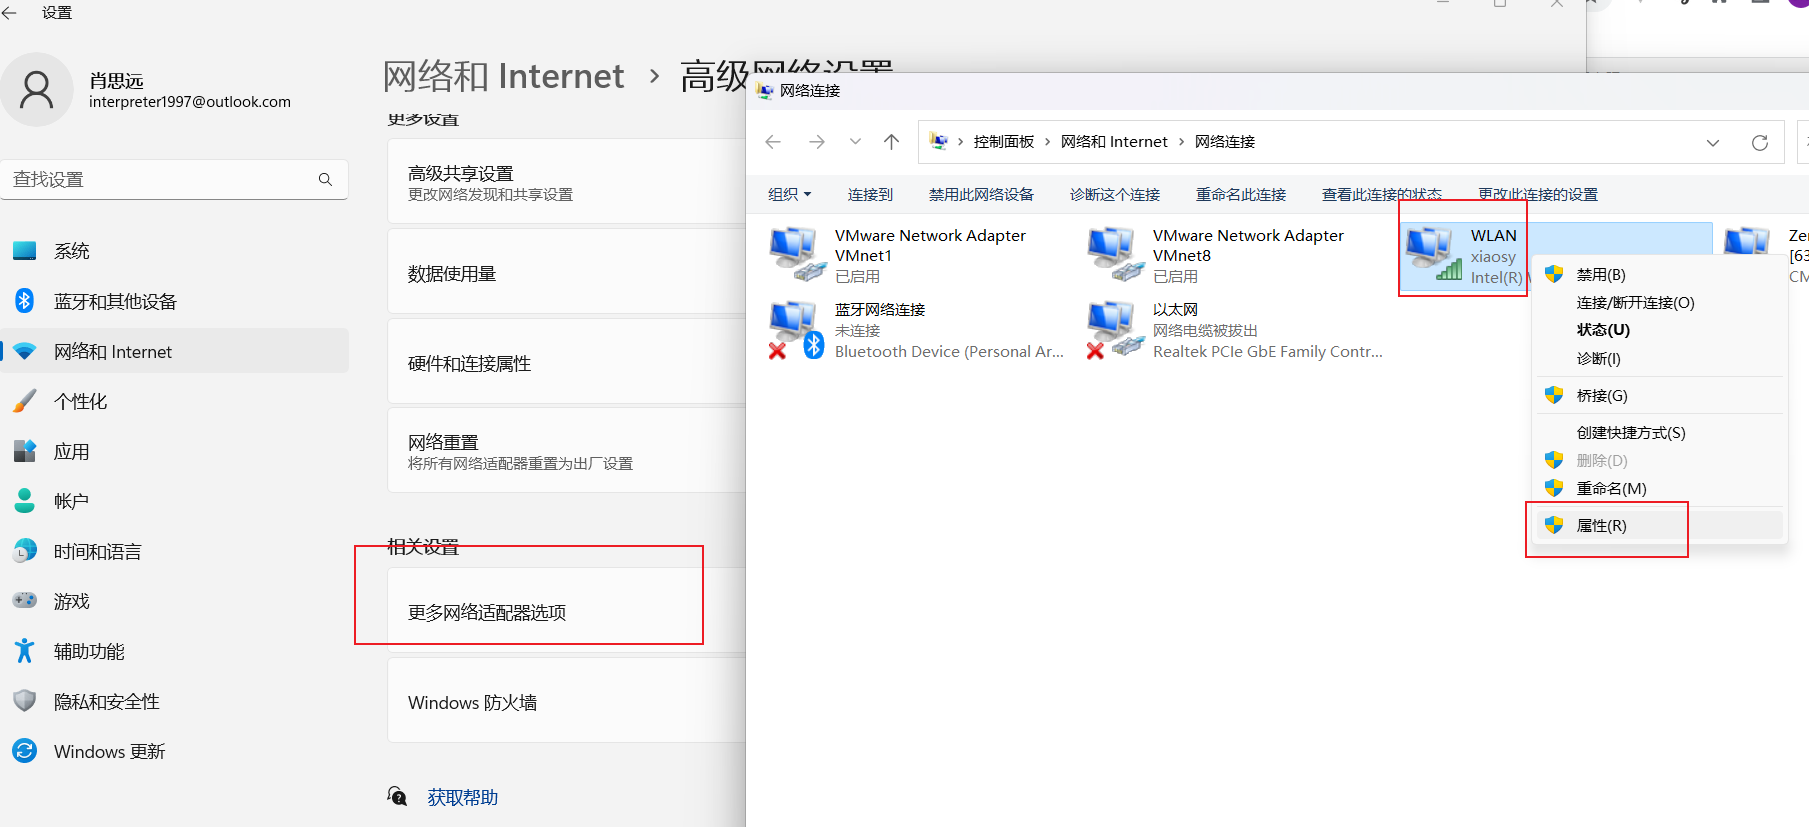 设置
肖思远
interpreter1997@outlook.com
查找设置
系统
蓝牙和其他设备
网络和 Internet
个性化
应用
帐户
时间和语言
游戏
辅助功能
隐私和安全性
Windows 更新
网络和 Internet › 高级网络设置
更多设置
高级共享设置
更改网络发现和共享设置
数据使用量
硬件和连接属性
网络重置
将所有网络适配器重置为出厂设置
相关设置
更多网络适配器选项
Windows 防火墙
获取帮助
网络连接
控制面板 › 网络和 Internet › 网络连接
组织 连接到 禁用此网络设备 诊断这个连接 重命名此连接 查看此连接的状态 更改此连接的设置
VMware Network Adapter
VMnet1
已启用
VMware Network Adapter
VMnet8
已启用
WLAN
xiaosy
Intel(R)
Ze
[63
CM
蓝牙网络连接
未连接
Bluetooth Device (Personal Ar...
以太网
网络电缆被拔出
Realtek PCIe GbE Family Contr...
禁用(B)
连接/断开连接(O)
状态(U)
诊断(I)
桥接(G)
创建快捷方式(S)
删除(D)
重命名(M)
属性(R)